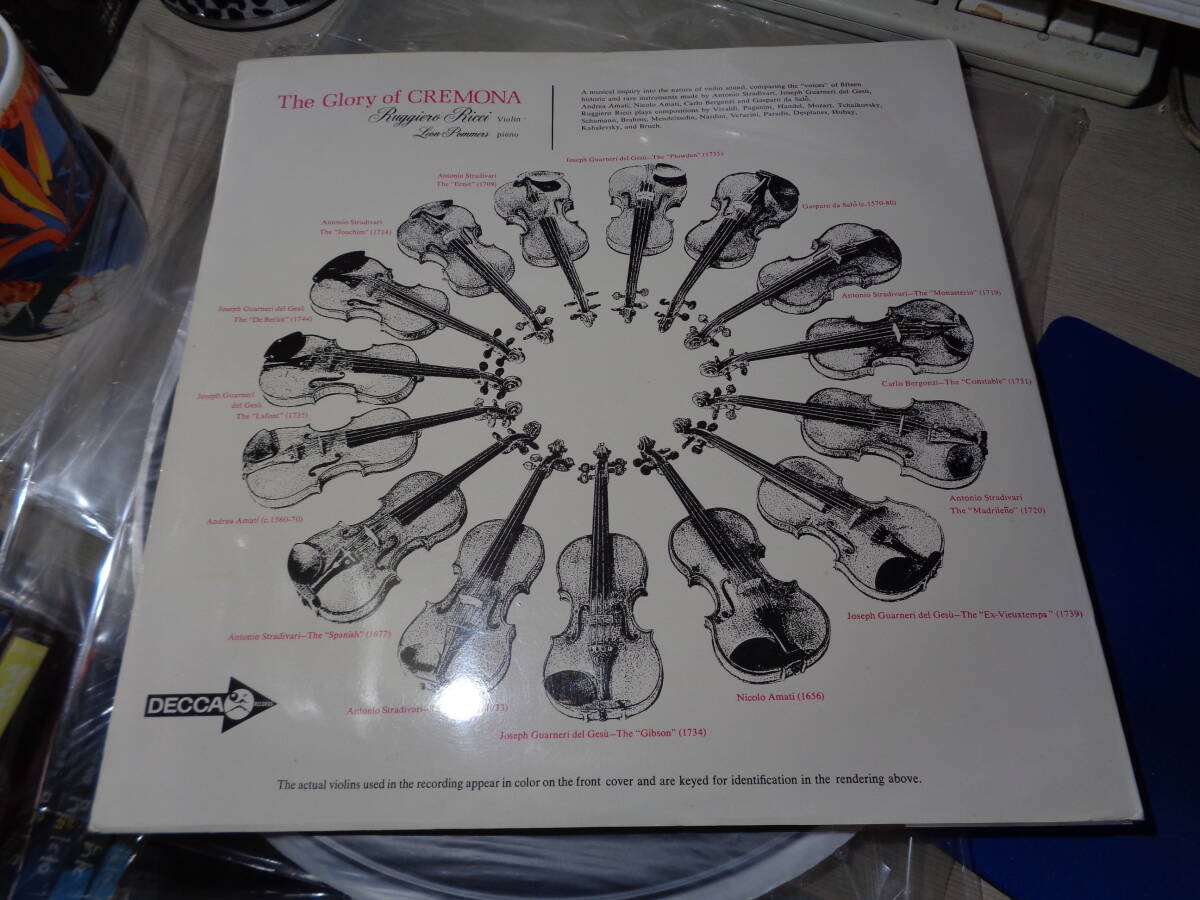 The Glory of CREMONA
Ruggiero Ricci Violin
Leon Pommers piano
A musical inquiry into the nature of violin sound, comparing the "voices" of fifteen
historic and rare instruments made by Antonio Stradivari, Joseph Guarneri del Gesù,
Andrea Amati, Nicolo Amati, Carlo Bergonzi and Gasparo da Salò.
Ruggiero Ricci plays compositions by Vivaldi, Paganini, Handel, Mozart, Tchaikovsky,
Schumann, Brahms, Mendelssohn, Nardini, Veracini, Paradis, Desplanes, Hubay,
Kabalevsky, and Bruch.
Joseph Guarneri del Gesù—The "Plowden" (1735)
Antonio Stradivari
The "Ernst" (1709)
Gasparo da Salò (c.1570-80)
Antonio Stradivari
The "Joachim" (1714)
Antonio Stradivari—The "Monasterio" (1719)
Joseph Guarneri del Gesù
The "De Beriot" (1744)
Carlo Bergonzi—The "Constable" (1731)
Joseph Guarneri
del Gesù
The "Lafont" (1735)
Antonio Stradivari
The "Madrileño" (1720)
Andrea Amati (c.1560-70)
Joseph Guarneri del Gesù—The "Ex-Vieuxtemps" (1739)
Antonio Stradivari—The "Spanish" (1677)
Nicolo Amati (1656)
DECCA RECORDS
Antonio Stradivari—
Joseph Guarneri del Gesù—The "Gibson" (1734)
The actual violins used in the recording appear in color on the front cover and are keyed for identification in the rendering above.